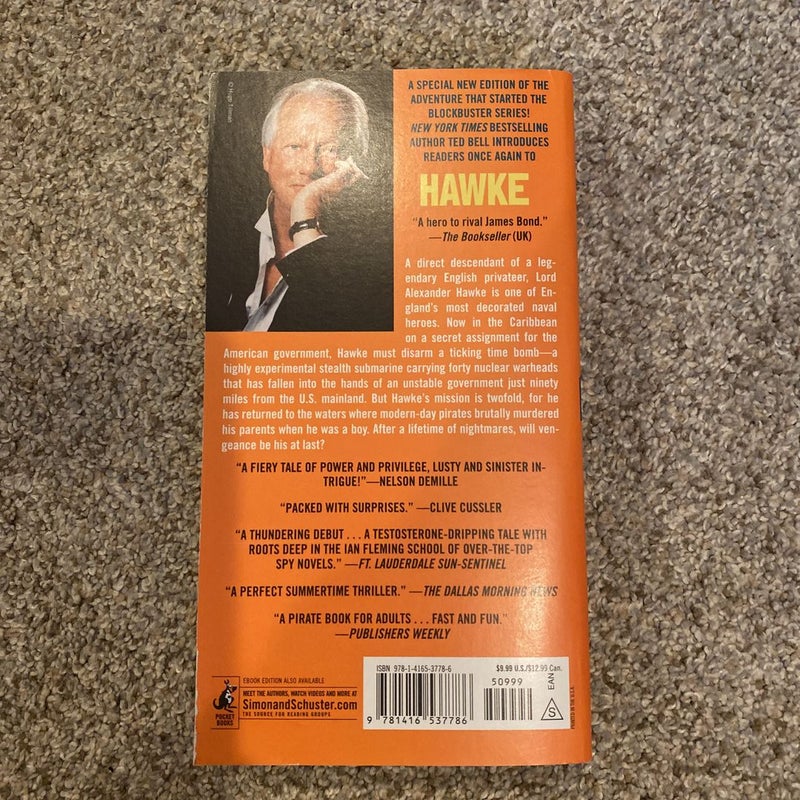 A SPECIAL NEW EDITION OF THE
ADVENTURE THAT STARTED THE
BLOCKBUSTER SERIES!
NEW YORK TIMES BESTSELLING
AUTHOR TED BELL INTRODUCES
READERS ONCE AGAIN TO
HAWKE
"A hero to rival James Bond."
—The Bookseller (UK)
A direct descendant of a leg-
endary English privateer, Lord
Alexander Hawke is one of En-
gland's most decorated naval
heroes. Now in the Caribbean
on a secret assignment for the
American government, Hawke must disarm a ticking time bomb—a
highly experimental stealth submarine carrying forty nuclear warheads
that has fallen into the hands of an unstable government just ninety
miles from the U.S. mainland. But Hawke's mission is twofold, for he
has returned to the waters where modern-day pirates brutally murdered
his parents when he was a boy. After a lifetime of nightmares, will ven-
geance be his at last?
"A FIERY TALE OF POWER AND PRIVILEGE, LUSTY AND SINISTER IN-
TRIGUE!"—NELSON DEMILLE
"PACKED WITH SURPRISES." —CLIVE CUSSLER
"A THUNDERING DEBUT . . . A TESTOSTERONE-DRIPPING TALE WITH
ROOTS DEEP IN THE IAN FLEMING SCHOOL OF OVER-THE-TOP
SPY NOVELS." —FT. LAUDERDALE SUN-SENTINEL
"A PERFECT SUMMERTIME THRILLER." —THE DALLAS MORNING NEWS
"A PIRATE BOOK FOR ADULTS . . . FAST AND FUN."
—PUBLISHERS WEEKLY
EBOOK EDITION ALSO AVAILABLE
MEET THE AUTHORS, WATCH VIDEOS AND MORE AT
SimonandSchuster.com
THE SOURCE FOR READING GROUPS
POCKET
BOOKS
ISBN 978-1-4165-3778-6
$9.99 U.S./$12.99 Can.
50999
9 781416 537786
EAN
S
PRINTED IN THE U.S.A.